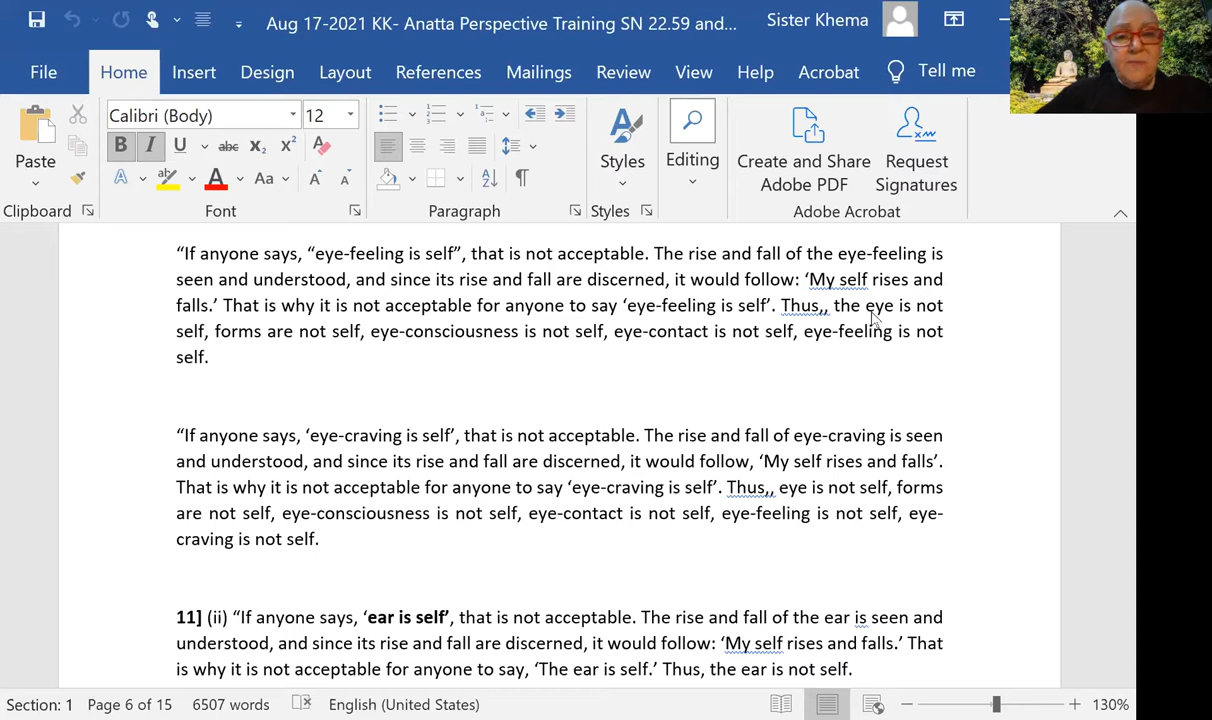 Aug 17-2021 KK- Anatta Perspective Training SN 22.59 and...
Sister Khema
File Home Insert Design Layout References Mailings Review View Help Acrobat Tell me
Calibri (Body) 12
Paste
Styles
Editing
Create and Share Adobe PDF
Request Signatures
Clipboard Font Paragraph Styles Adobe Acrobat
“If anyone says, “eye-feeling is self”, that is not acceptable. The rise and fall of the eye-feeling is
seen and understood, and since its rise and fall are discerned, it would follow: ‘My self rises and
falls.’ That is why it is not acceptable for anyone to say ‘eye-feeling is self’. Thus,, the eye is not
self, forms are not self, eye-consciousness is not self, eye-contact is not self, eye-feeling is not
self.
“If anyone says, ‘eye-craving is self’, that is not acceptable. The rise and fall of eye-craving is seen
and understood, and since its rise and fall are discerned, it would follow, ‘My self rises and falls’.
That is why it is not acceptable for anyone to say ‘eye-craving is self’. Thus,, eye is not self, forms
are not self, eye-consciousness is not self, eye-contact is not self, eye-feeling is not self, eye-
craving is not self.
11] (ii) “If anyone says, ‘ear is self’, that is not acceptable. The rise and fall of the ear is seen and
understood, and since its rise and fall are discerned, it would follow: ‘My self rises and falls.’ That
is why it is not acceptable for anyone to say, ‘The ear is self.’ Thus, the ear is not self.
Section: 1 Page 6 of 15 6507 words English (United States) 130%